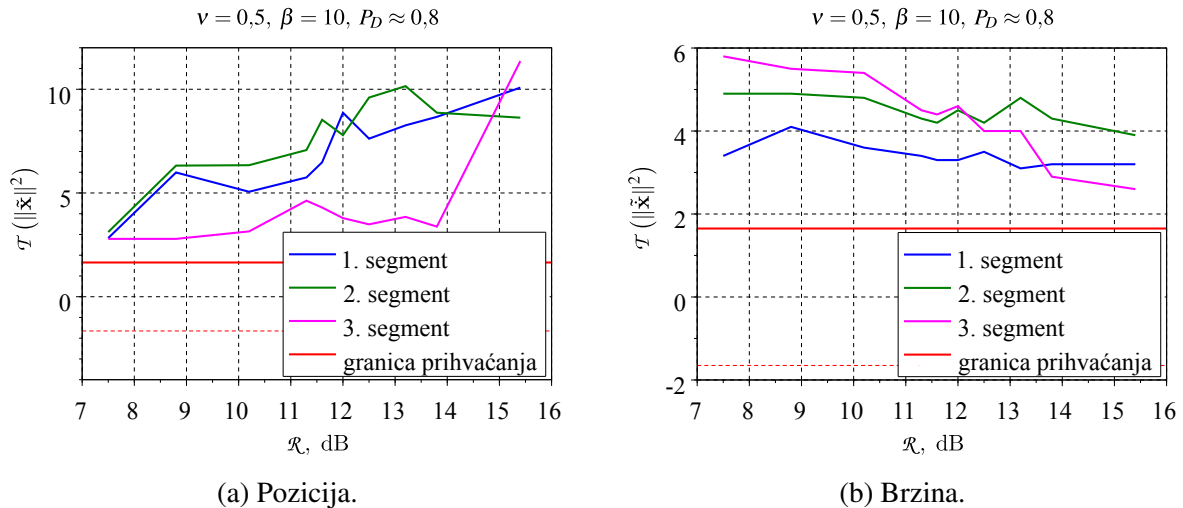 ν = 0,5, β = 10, P_D ≈ 0,8
10
5
0
7 8 9 10 11 12 13 14 15 16
𝒯 (||x̃||²)
ℛ, dB
1. segment
2. segment
3. segment
granica prihvaćanja
(a) Pozicija.
ν = 0,5, β = 10, P_D ≈ 0,8
6
4
2
0
-2
7 8 9 10 11 12 13 14 15 16
𝒯 (||x̃̇||²)
ℛ, dB
1. segment
2. segment
3. segment
granica prihvaćanja
(b) Brzina.